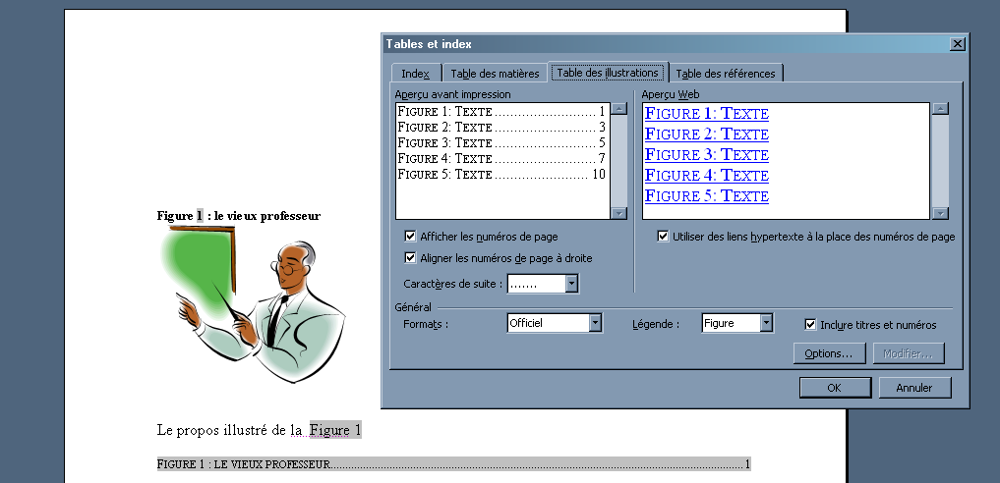 Tables et index
Index
Table des matières
Table des illustrations
Table des références
Aperçu avant impression
FIGURE 1: TEXTE ............................ 1
FIGURE 2: TEXTE ............................ 3
FIGURE 3: TEXTE ............................ 5
FIGURE 4: TEXTE ............................ 7
FIGURE 5: TEXTE .......................... 10
Aperçu Web
FIGURE 1: TEXTE
FIGURE 2: TEXTE
FIGURE 3: TEXTE
FIGURE 4: TEXTE
FIGURE 5: TEXTE
Afficher les numéros de page
Aligner les numéros de page à droite
Caractères de suite : .......
Utiliser des liens hypertexte à la place des numéros de page
Général
Formats : Officiel
Légende : Figure
Inclure titres et numéros
Options...
Modifier...
OK
Annuler
Figure 1 : le vieux professeur
Le propos illustré de la Figure 1
FIGURE 1 : LE VIEUX PROFESSEUR........................................................................ 1